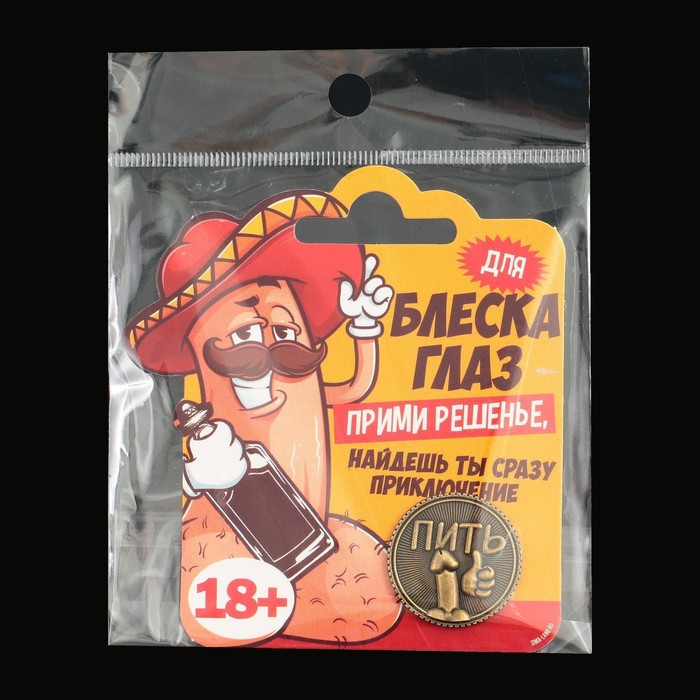 ДЛЯ
БЛЕСКА
ГЛАЗ
ПРИМИ РЕШЕНЬЕ,
НАЙДЕШЬ ТЫ СРАЗУ
ПРИКЛЮЧЕНИЕ
ПИТЬ
18+